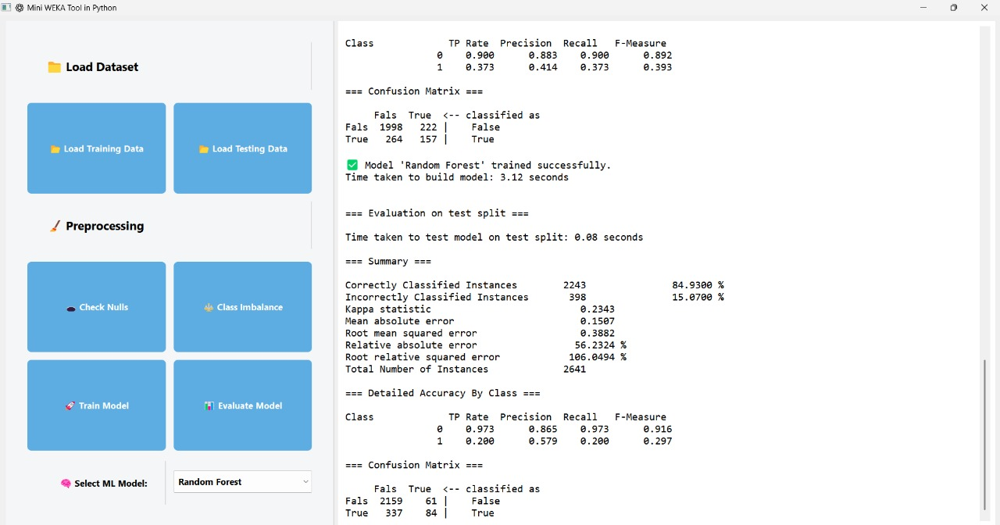 Mini WEKA Tool in Python
Load Dataset
Load Training Data
Load Testing Data
Preprocessing
Check Nulls
Class Imbalance
Train Model
Evaluate Model
Select ML Model:
Random Forest
Class TP Rate Precision Recall F-Measure
0 0.900 0.883 0.900 0.892
1 0.373 0.414 0.373 0.393
=== Confusion Matrix ===
Fals True <-- classified as
Fals 1998 222 | False
True 264 157 | True
✅ Model 'Random Forest' trained successfully.
Time taken to build model: 3.12 seconds
=== Evaluation on test split ===
Time taken to test model on test split: 0.08 seconds
=== Summary ===
Correctly Classified Instances 2243 84.9300 %
Incorrectly Classified Instances 398 15.0700 %
Kappa statistic 0.2343
Mean absolute error 0.1507
Root mean squared error 0.3882
Relative absolute error 56.2324 %
Root relative squared error 106.0494 %
Total Number of Instances 2641
=== Detailed Accuracy By Class ===
Class TP Rate Precision Recall F-Measure
0 0.973 0.865 0.973 0.916
1 0.200 0.579 0.200 0.297
=== Confusion Matrix ===
Fals True <-- classified as
Fals 2159 61 | False
True 337 84 | True